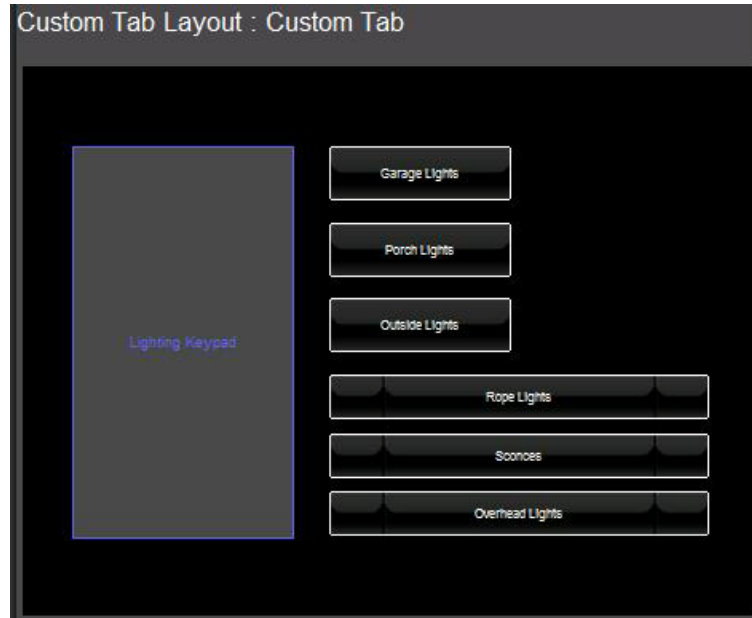 Custom Tab Layout : Custom Tab
Garage Lights
Porch Lights
Outside Lights
Lighting Keypad
Rope Lights
Sconces
Overhead Lights